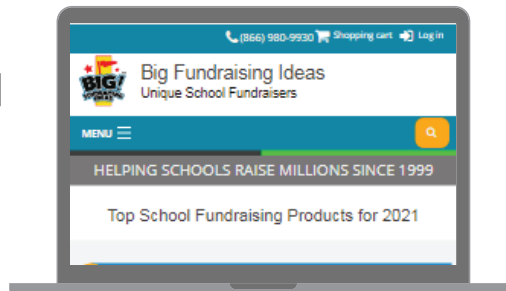 (866) 980-9930 Shopping cart Log in
BIG!
Big Fundraising Ideas
Unique School Fundraisers
MENU
HELPING SCHOOLS RAISE MILLIONS SINCE 1999
Top School Fundraising Products for 2021